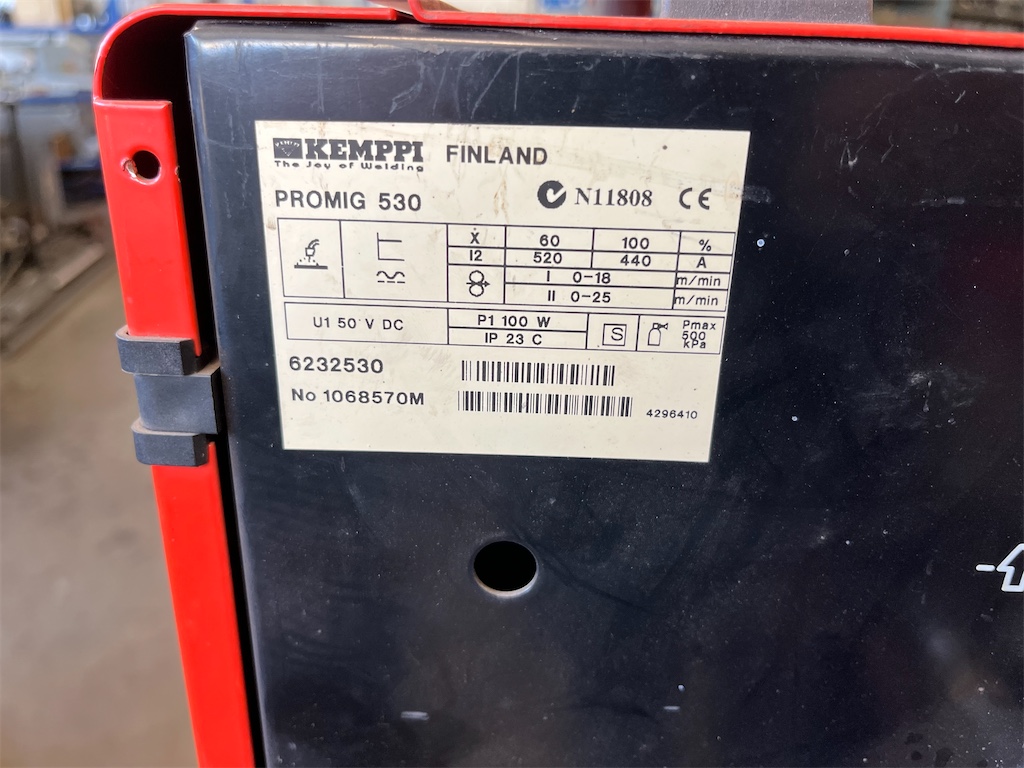 KEMPPI FINLAND
The Joy of Welding
PROMIG 530 N11808 CE
X 60 100 %
I2 520 440 A
I 0-18 m/min
II 0-25 m/min
U1 50 V DC
P1 100 W
IP 23 C
S
Pmax
500
kPa
6232530
No 1068570M
4296410